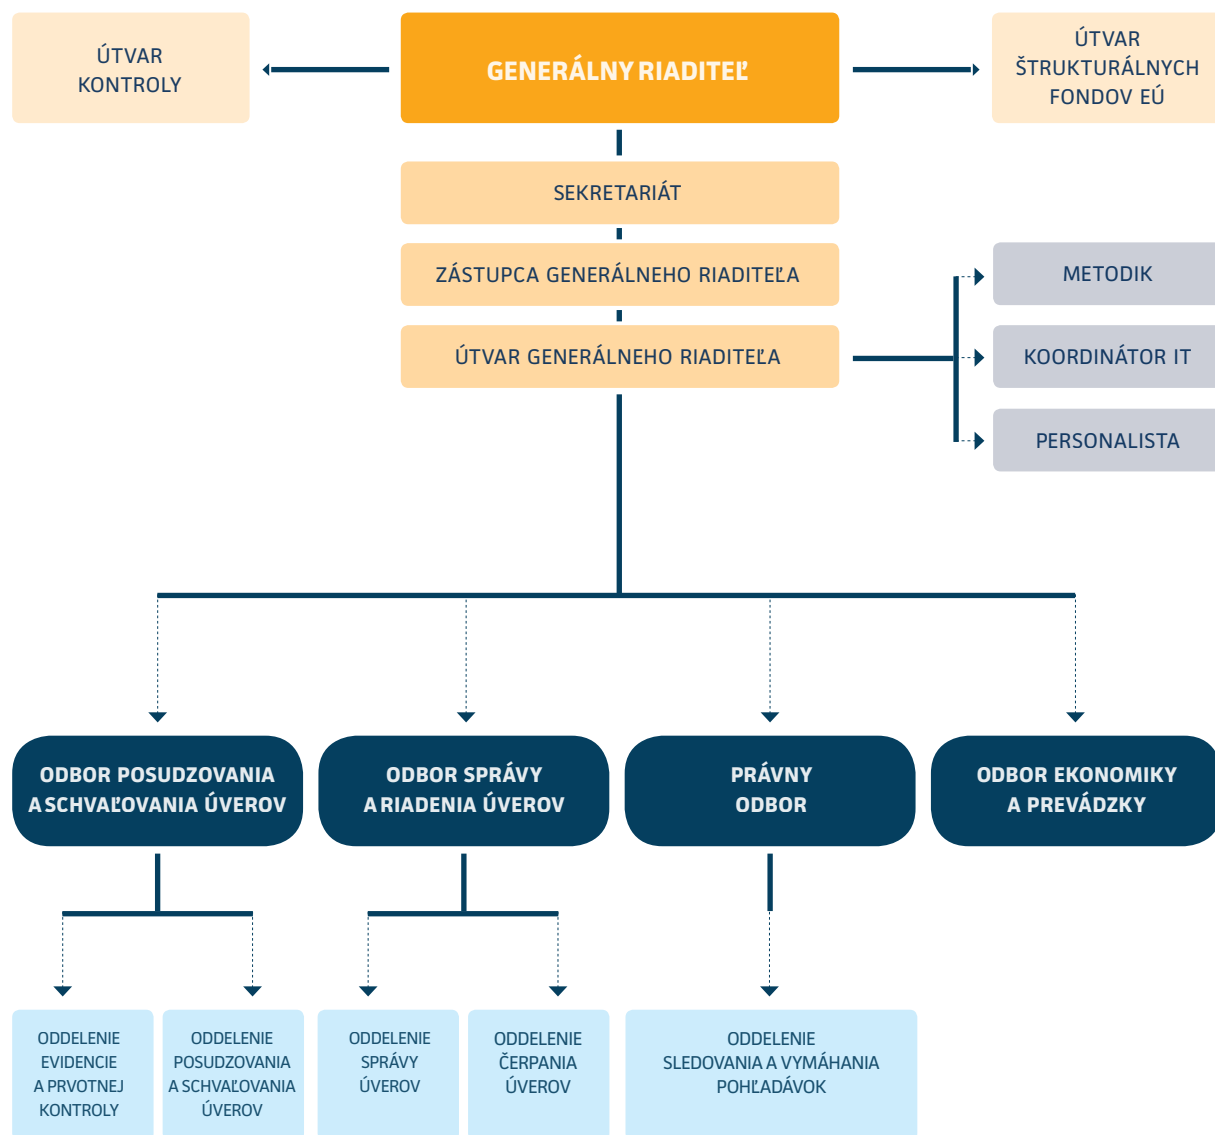 ÚTVAR
KONTROLY
GENERÁLNY RIADITEĽ
ÚTVAR
ŠTRUKTURÁLNYCH
FONDOV EÚ
SEKRETARIÁT
ZÁSTUPCA GENERÁLNEHO RIADITEĽA
ÚTVAR GENERÁLNEHO RIADITEĽA
METODIK
KOORDINÁTOR IT
PERSONALISTA
ODBOR POSUDZOVANIA
A SCHVAĽOVANIA ÚVEROV
ODBOR SPRÁVY
A RIADENIA ÚVEROV
PRÁVNY
ODBOR
ODBOR EKONOMIKY
A PREVÁDZKY
ODDELENIE
EVIDENCIE
A PRVOTNEJ
KONTROLY
ODDELENIE
POSUDZOVANIA
A SCHVAĽOVANIA
ÚVEROV
ODDELENIE
SPRÁVY
ÚVEROV
ODDELENIE
ČERPANIA
ÚVEROV
ODDELENIE
SLEDOVANIA A VYMÁHANIA
POHĽADÁVOK